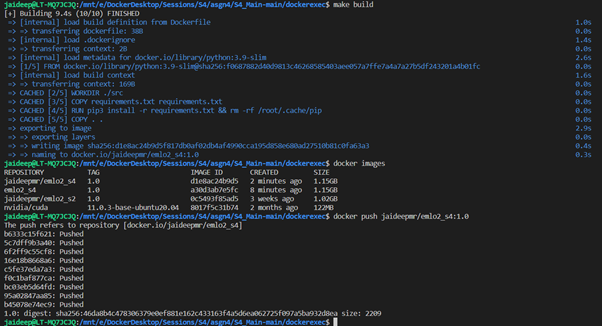 jaideep@LT-MQ73CJQ:/mnt/e/DockerDesktop/Sessions/S4/asgn4/S4_Main-main/dockerexec$ make build
[+] Building 9.4s (10/10) FINISHED
=> [internal] load build definition from Dockerfile 1.0s
=> => transferring dockerfile: 38B 0.0s
=> [internal] load .dockerignore 1.4s
=> => transferring context: 2B 0.0s
=> [internal] load metadata for docker.io/library/python:3.9-slim 2.6s
=> [1/5] FROM docker.io/library/python:3.9-slim@sha256:f0687882d40d9813c46268585403aee057a7ffe7a4a7a27b5df243201a4b01fc 0.0s
=> [internal] load build context 1.6s
=> => transferring context: 169B 0.0s
=> CACHED [2/5] WORKDIR ./src 0.0s
=> CACHED [3/5] COPY requirements.txt requirements.txt 0.0s
=> CACHED [4/5] RUN pip3 install -r requirements.txt && rm -rf /root/.cache/pip 0.0s
=> CACHED [5/5] COPY . . 0.0s
=> exporting to image 2.9s
=> => exporting layers 0.0s
=> => writing image sha256:d1e8ac24b9d5f817db0af02db4af4990cca195d858e680ad27510b81c0fa63a3 0.4s
=> => naming to docker.io/jaideepmr/emlo2_s4:1.0 0.3s
jaideep@LT-MQ73CJQ:/mnt/e/DockerDesktop/Sessions/S4/asgn4/S4_Main-main/dockerexec$ docker images
REPOSITORY TAG IMAGE ID CREATED SIZE
jaideepmr/emlo2_s4 1.0 d1e8ac24b9d5 2 minutes ago 1.15GB
emlo2_s4 1.0 a30d3ab7e5fc 8 minutes ago 1.15GB
jaideepmr/emlo2_s2 1.0 0c5493f85ad5 3 weeks ago 1.02GB
nvidia/cuda 11.0.3-base-ubuntu20.04 8017f5c31b74 2 months ago 122MB
jaideep@LT-MQ73CJQ:/mnt/e/DockerDesktop/Sessions/S4/asgn4/S4_Main-main/dockerexec$ docker push jaideepmr/emlo2_s4:1.0
The push refers to repository [docker.io/jaideepmr/emlo2_s4]
b6333c15f621: Pushed
5c7dff9b3a40: Pushed
6f2ff9c55cf8: Pushed
16e18b8668a6: Pushed
c5fe37eda7a3: Pushed
f0c1baf877ca: Pushed
bc03eb5d64fd: Pushed
95a02847aa85: Pushed
b45078e74ec9: Pushed
1.0: digest: sha256:46da8b4c478306379e0ef881e162c433163f4a5d6ea062725f097a5ba932d8ea size: 2209
jaideep@LT-MQ73CJQ:/mnt/e/DockerDesktop/Sessions/S4/asgn4/S4_Main-main/dockerexec$